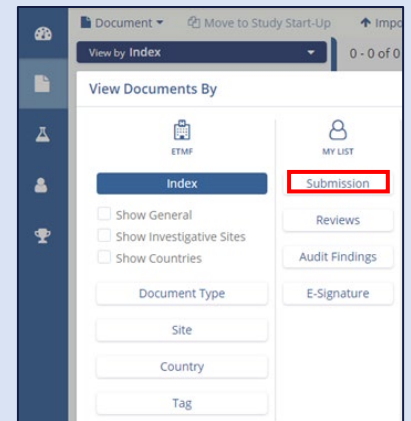 Document Move to Study Start-Up
View by Index 0 - 0 of 0
View Documents By
ETMF
Index
Show General
Show Investigative Sites
Show Countries
Document Type
Site
Country
Tag
MY LIST
Submission
Reviews
Audit Findings
E-Signature